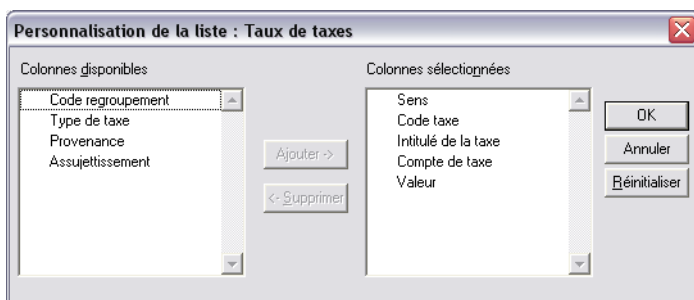 Personnalisation de la liste : Taux de taxes
Colonnes disponibles
Code regroupement
Type de taxe
Provenance
Assujettissement
Ajouter ->
<- Supprimer
Colonnes sélectionnées
Sens
Code taxe
Intitulé de la taxe
Compte de taxe
Valeur
OK
Annuler
Réinitialiser